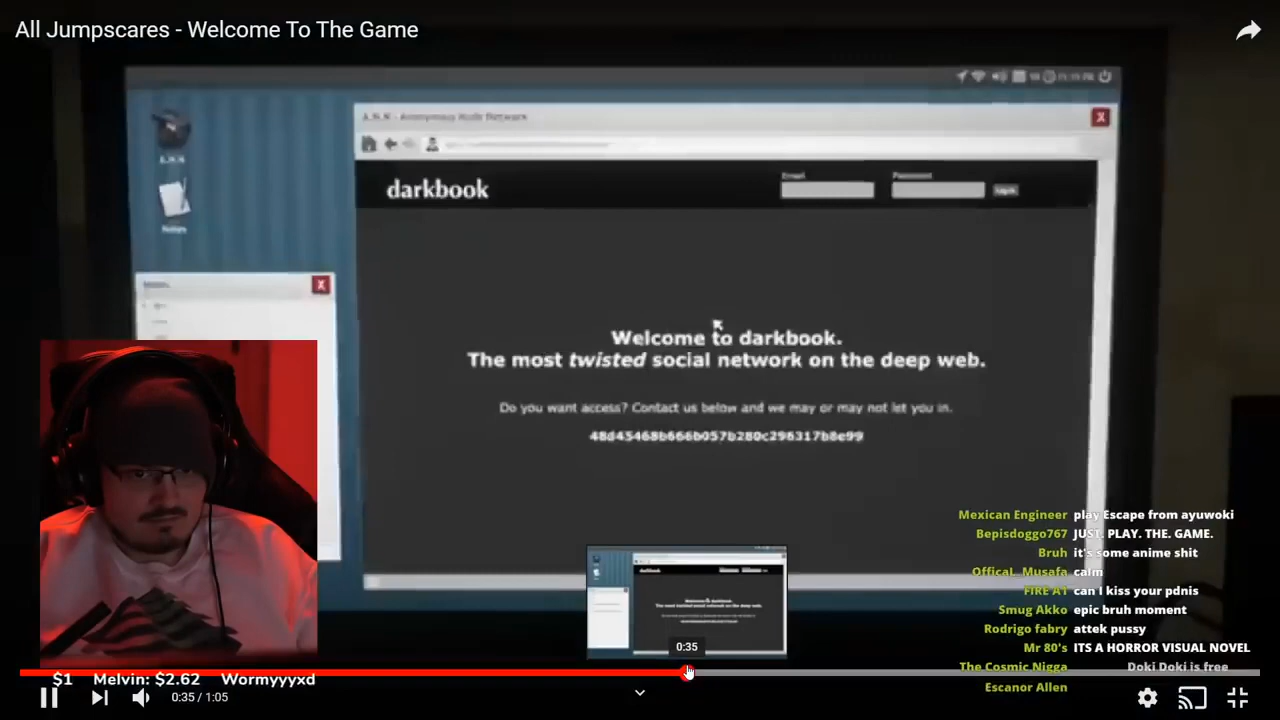 All Jumpscares - Welcome To The Game
A.N.N - Anonymous Node Network
A.N.N
Notes
darkbook
Email
Password
login
Welcome to darkbook.
The most twisted social network on the deep web.
Do you want access? Contact us below and we may or may not let you in.
48d45468b666b057b280c296317b8e99
Mexican Engineer play Escape from ayuwoki
Bepisdoggo767 JUST. PLAY. THE. GAME.
Bruh it's some anime shit
Offical_Musafa calm
FIRE AT can I kiss your pdnis
Smug Akko epic bruh moment
Rodrigo fabry attek pussy
Mr 80's ITS A HORROR VISUAL NOVEL
The Cosmic Nigga Doki Doki is free
Escanor Allen
0:35
$1 Melvin: $2.62 Wormyyyxd
0:35 / 1:05